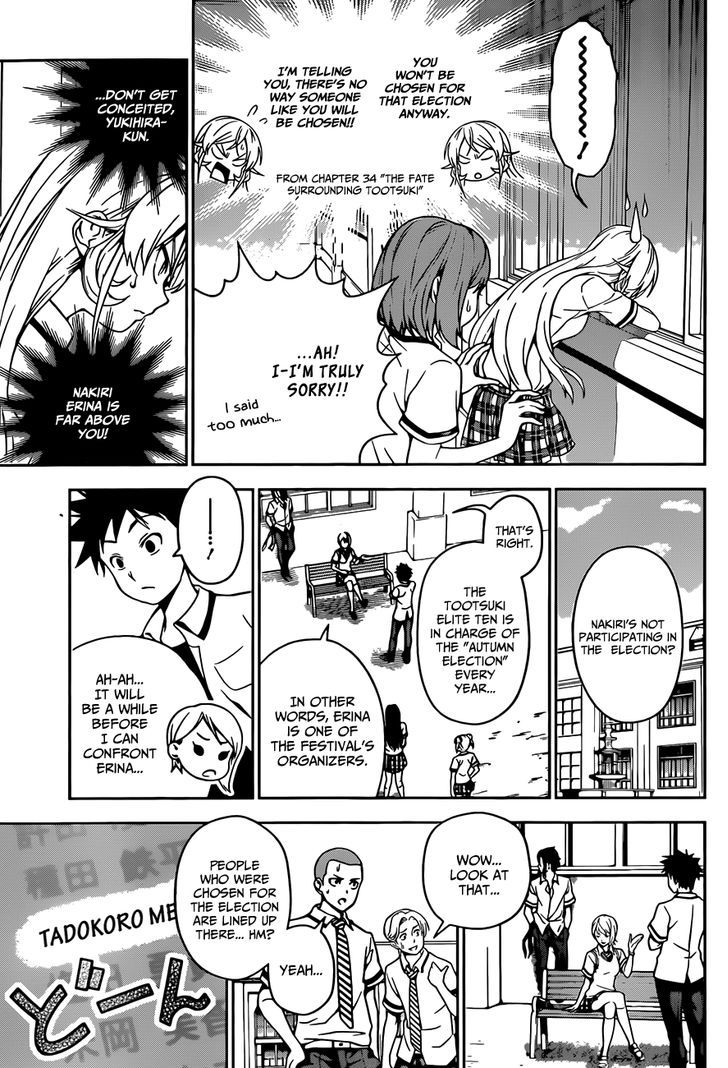 YOU
WON'T BE
CHOSEN FOR
THAT ELECTION
ANYWAY.
I'M TELLING
YOU, THERE'S NO
WAY SOMEONE
LIKE YOU WILL
BE CHOSEN!!
FROM CHAPTER 34 "THE FATE
SURROUNDING TOOTSUKI"
...AH!
I-I'M TRULY
SORRY!!
I said
too much...
...DON'T GET
CONCEITED,
YUKIHIRA-
KUN.
NAKIRI
ERINA IS
FAR ABOVE
YOU!
NAKIRI'S NOT
PARTICIPATING
IN THE ELECTION?
THAT'S
RIGHT.
THE
TOOTSUKI
ELITE TEN IS
IN CHARGE OF
THE "AUTUMN
ELECTION"
EVERY
YEAR...
IN OTHER
WORDS, ERINA
IS ONE OF
THE FESTIVAL'S
ORGANIZERS.
AH-AH...
IT WILL
BE A WHILE
BEFORE
I CAN
CONFRONT
ERINA...
WOW...
LOOK AT
THAT...
PEOPLE
WHO WERE
CHOSEN FOR
THE ELECTION
ARE LINED UP
THERE... HM?
YEAH...
種田 鉄平
TADOKORO ME
どーん